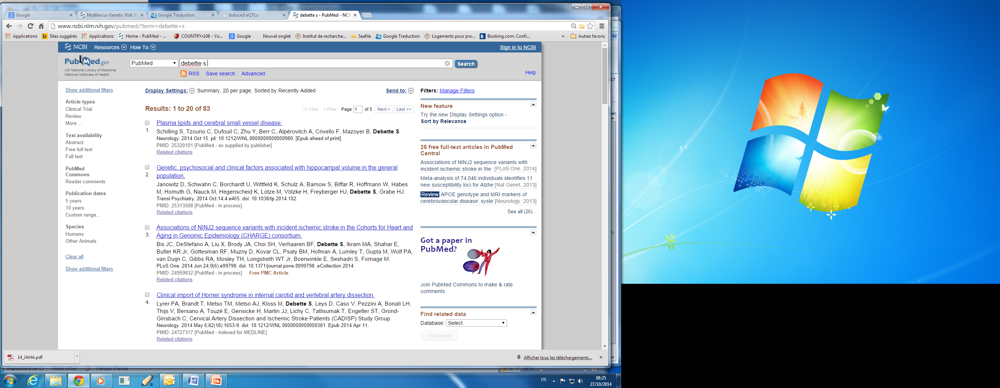 Google
Multilocus Genetic Risk Sc
Google Traduction
Induced eQTLs
debette s - PubMed - NCE
www.ncbi.nlm.nih.gov/pubmed/?term=debette+s
Applications
Sites suggérés
Applications
Home - PubMed - ...
COUNTRY•108 - Yo...
Google
Nouvel onglet
Institut de recherche...
Seafile
Google Traduction
Logements pour pro...
Booking.com: Confi...
»
Autres favoris
NCBI
Resources
How To
Sign in to NCBI
PubMed.gov
US National Library of Medicine
National Institutes of Health
PubMed
debette s
Search
RSS
Save search
Advanced
Help
17
Show additional filters
Article types
Clinical Trial
Review
More ...
Text availability
Abstract
Free full text
Full text
PubMed
Commons
Reader comments
Publication dates
5 years
10 years
Custom range...
Species
Humans
Other Animals
Clear all
Show additional filters
Display Settings: Summary, 20 per page, Sorted by Recently Added
Send to:
Results: 1 to 20 of 83
<< First < Prev Page 1 of 5 Next > Last >>
1.
Plasma lipids and cerebral small vessel disease.
Schilling S, Tzourio C, Dufouil C, Zhu Y, Berr C, Alpérovitch A, Crivello F, Mazoyer B, Debette S.
Neurology. 2014 Oct 15. pii: 10.1212/WNL.0000000000000980. [Epub ahead of print]
PMID: 25320101 [PubMed - as supplied by publisher]
Related citations
2.
Genetic, psychosocial and clinical factors associated with hippocampal volume in the general
population.
Janowitz D, Schwahn C, Borchardt U, Wittfeld K, Schulz A, Barnow S, Biffar R, Hoffmann W, Habes
M, Homuth G, Nauck M, Hegenscheid K, Lotze M, Völzke H, Freyberger HJ, Debette S, Grabe HJ.
Transl Psychiatry. 2014 Oct 14;4:e465. doi: 10.1038/tp.2014.102.
PMID: 25313508 [PubMed - in process]
Related citations
3.
Associations of NINJ2 sequence variants with incident ischemic stroke in the Cohorts for Heart and
Aging in Genomic Epidemiology (CHARGE) consortium.
Bis JC, DeStefano A, Liu X, Brody JA, Choi SH, Verhaaren BF, Debette S, Ikram MA, Shahar E,
Butler KR Jr, Gottesman RF, Muzny D, Kovar CL, Psaty BM, Hofman A, Lumley T, Gupta M, Wolf PA,
van Duijn C, Gibbs RA, Mosley TH, Longstreth WT Jr, Boerwinkle E, Seshadri S, Fornage M.
PLoS One. 2014 Jun 24;9(6):e99798. doi: 10.1371/journal.pone.0099798. eCollection 2014.
PMID: 24959832 [PubMed - in process] Free PMC Article
Related citations
4.
Clinical import of Horner syndrome in internal carotid and vertebral artery dissection.
Lyrer PA, Brandt T, Metso TM, Metso AJ, Kloss M, Debette S, Leys D, Caso V, Pezzini A, Bonati LH,
Thijs V, Bersano A, Touzé E, Gensicke H, Martin JJ, Lichy C, Tatlisumak T, Engelter ST, Grond-
Ginsbach C; Cervical Artery Dissection and Ischemic Stroke Patients (CADISP) Study Group.
Neurology. 2014 May 6;82(18):1653-9. doi: 10.1212/WNL.0000000000000381. Epub 2014 Apr 11.
PMID: 24727317 [PubMed - indexed for MEDLINE]
Related citations
Filters: Manage Filters
New feature
Try the new Display Settings option -
Sort by Relevance
26 free full-text articles in PubMed
Central
Associations of NINJ2 sequence variants with
incident ischemic stroke in the [PLoS One. 2014]
Meta-analysis of 74,046 individuals identifies 11
new susceptibility loci for Alzhe [Nat Genet. 2013]
Review APOE genotype and MRI markers of
cerebrovascular disease: syste [Neurology. 2013]
See all (26)...
Got a paper in
PubMed?
Join PubMed Commons to make & rate
comments
Find related data
Database: Select
Find items
14_JAHA.pdf
Afficher tous les téléchargements...
FR
08:25
27/10/2014